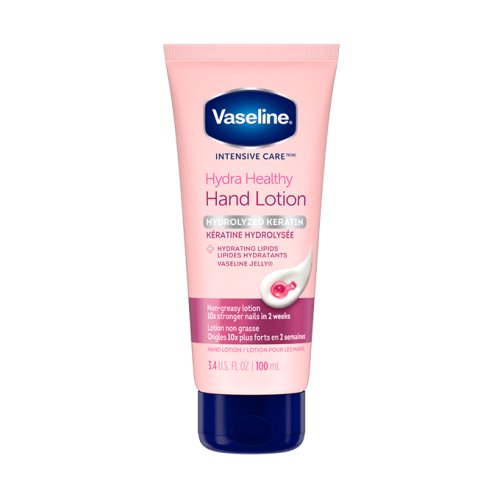 Vaseline®
INTENSIVE CARE™/MC
Hydra Healthy
Hand Lotion
HYDROLYZED KERATIN
KÉRATINE HYDROLYSÉE
+ HYDRATING LIPIDS
LIPIDES HYDRATANTS
VASELINE JELLY®
Non-greasy lotion
10x stronger nails in 2 weeks
Lotion non grasse
Ongles 10x plus forts en 2 semaines
HAND LOTION / LOTION POUR LES MAINS
3.4 U.S. FL OZ | 100 mL